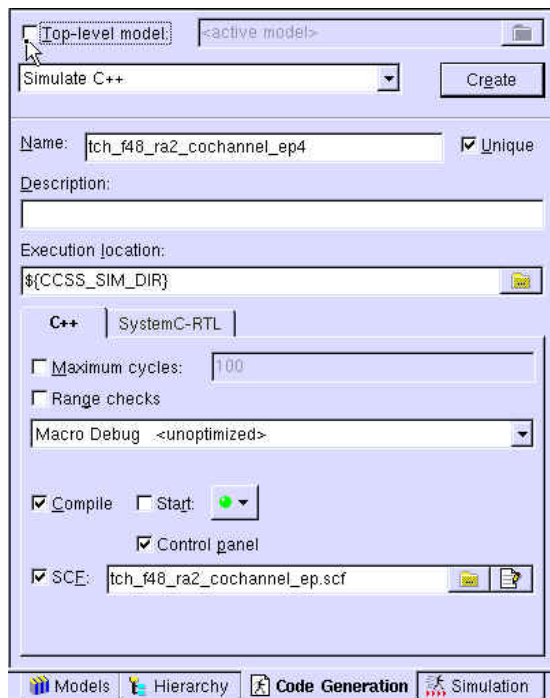 Top-level model: <active model>
Simulate C++ Create
Name: tch_f48_ra2_cochannel_ep4 Unique
Description:
Execution location:
${CCSS_SIM_DIR}
C++ SystemC-RTL
Maximum cycles: 100
Range checks
Macro Debug <unoptimized>
Compile Start:
Control panel
SCF: tch_f48_ra2_cochannel_ep.scf
Models Hierarchy Code Generation Simulation